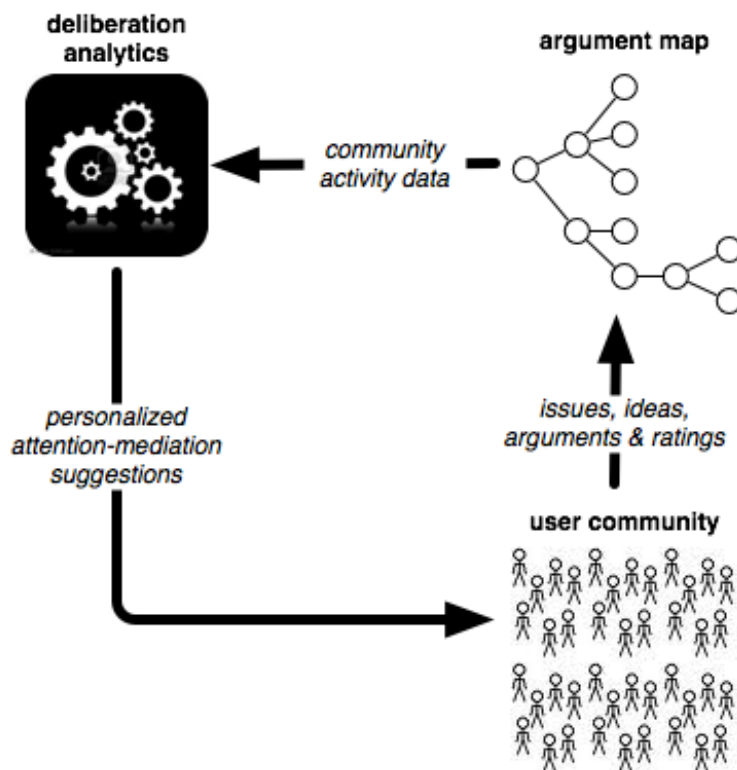 deliberation
analytics
argument map
community
activity data
personalized
attention-mediation
suggestions
issues, ideas,
arguments & ratings
user community